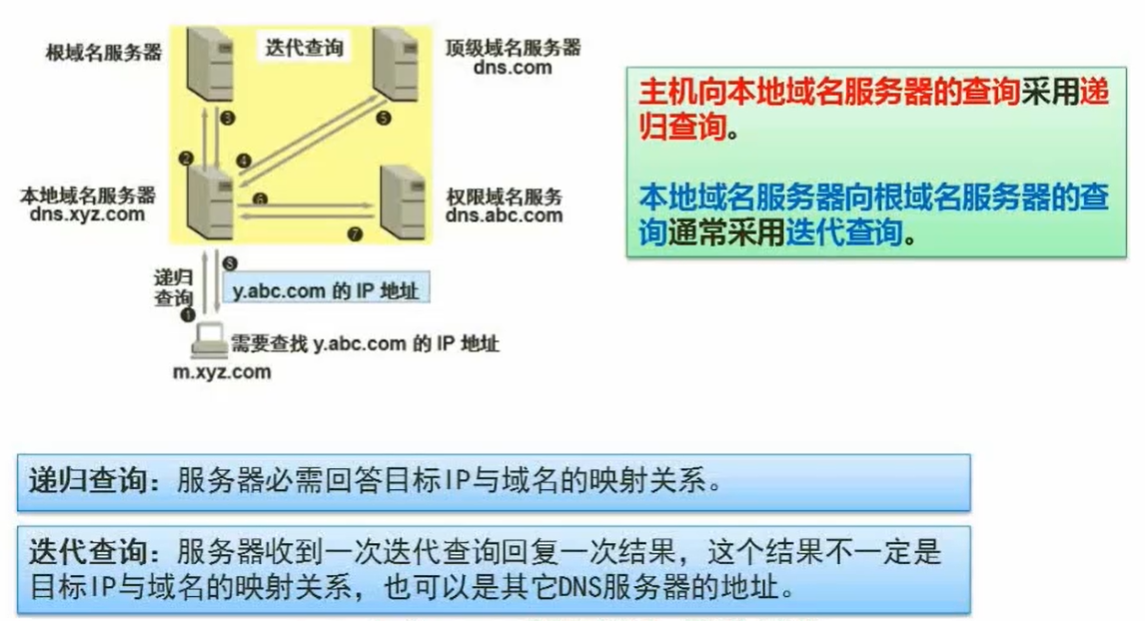 根域名服务器
迭代查询
顶级域名服务器
dns.com
❸
❺
❷
❹
本地域名服务器
dns.xyz.com
❻
权限域名服务
dns.abc.com
❼
递归
查询
❽
y.abc.com 的 IP 地址
❶
需要查找 y.abc.com 的 IP 地址
m.xyz.com
主机向本地域名服务器的查询采用递
归查询。
本地域名服务器向根域名服务器的查
询通常采用迭代查询。
递归查询：服务器必需回答目标IP与域名的映射关系。
迭代查询：服务器收到一次迭代查询回复一次结果，这个结果不一定是
目标IP与域名的映射关系，也可以是其它DNS服务器的地址。